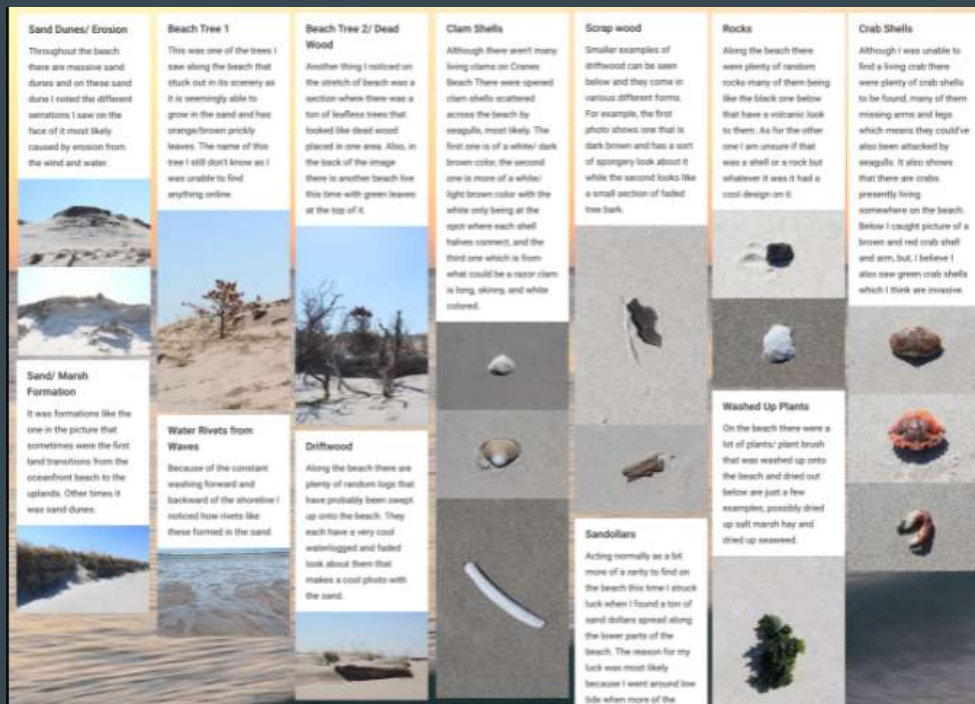 Sand Dunes/ Erosion
Throughout the beach
there are massive sand
dunes and on these sand
dune I noted the different
serrations I saw on the
face of it most likely
caused by erosion from
the wind and water.
Sand/ Marsh
Formation
It was formations like the
one in the picture that
sometimes were the first
land transitions from the
oceanfront beach to the
uplands. Other times it
was sand dunes.
Beach Tree 1
This was one of the trees I
saw along the beach that
stuck out in its scenery as
it is seemingly able to
grow in the sand and has
orange/brown prickly
leaves. The name of this
tree I still don't know as I
was unable to find
anything online.
Water Rivets from
Waves
Because of the constant
washing forward and
backward of the shoreline I
noticed how rivets like
these formed in the sand.
Beach Tree 2/ Dead
Wood
Another thing I noticed on
the stretch of beach was a
section where there was a
ton of leafless trees that
looked like dead wood
placed in one area. Also, in
the back of the image
there is another beach live
this time with green leaves
at the top of it.
Driftwood
Along the beach there are
plenty of random logs that
have probably been swept
up onto the beach. They
each have a very cool
waterlogged and faded
look about them that
makes a cool photo with
the sand.
Clam Shells
Although there aren't many
living clams on Cranes
Beach There were opened
clam shells scattered
across the beach by
seagulls, most likely. The
first one is of a white/ dark
brown color, the second
one is more of a white/
light brown color with the
white only being at the
spot where each shell
halves connect, and the
third one which is from
what could be a razor clam
is long, skinny, and white
colored.
Scrap wood
Smaller examples of
driftwood can be seen
below and they come in
various different forms.
For example, the first
photo shows one that is
dark brown and has a sort
of spongery look about it
while the second looks like
a small section of faded
tree bark.
Sandollars
Acting normally as a bit
more of a rarity to find on
the beach this time I struck
luck when I found a ton of
sand dollars spread along
the lower parts of the
beach. The reason for my
luck was most likely
because I went around low
tide when more of the
Rocks
Along the beach there
were plenty of random
rocks many of them being
like the black one below
that have a volcanic look
to them. As for the other
one I am unsure if that
was a shell or a rock but
whatever it was it had a
cool design on it.
Washed Up Plants
On the beach there were a
lot of plants/ plant brush
that was washed up onto
the beach and dried out
below are just a few
examples; possibly dried
up salt marsh hay and
dried up seaweed.
Crab Shells
Although I was unable to
find a living crab there
were plenty of crab shells
to be found, many of them
missing arms and legs
which means they could've
also been attacked by
seagulls. It also shows
that there are crabs
presently living
somewhere on the beach.
Below I caught picture of a
brown and red crab shell
and arm, but, I believe I
also saw green crab shells
which I think are invasive.